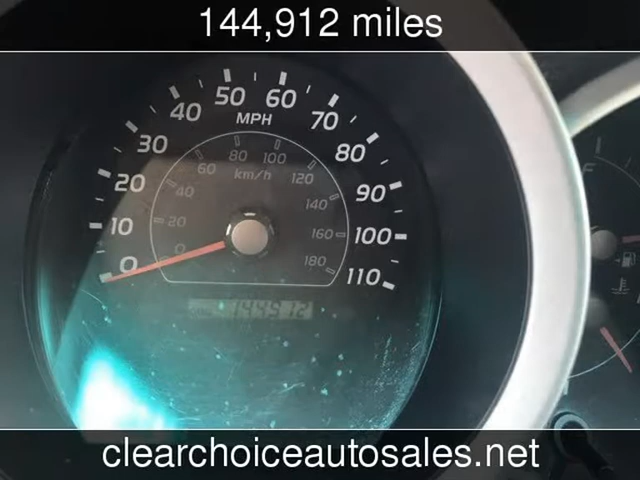 144,912 miles
50 60
40 70
MPH
30 80
80 100
60 120
km/h
20 90
40 140
10 20 160 100
0 0 180 110
F
144912
clearchoiceautosales.net